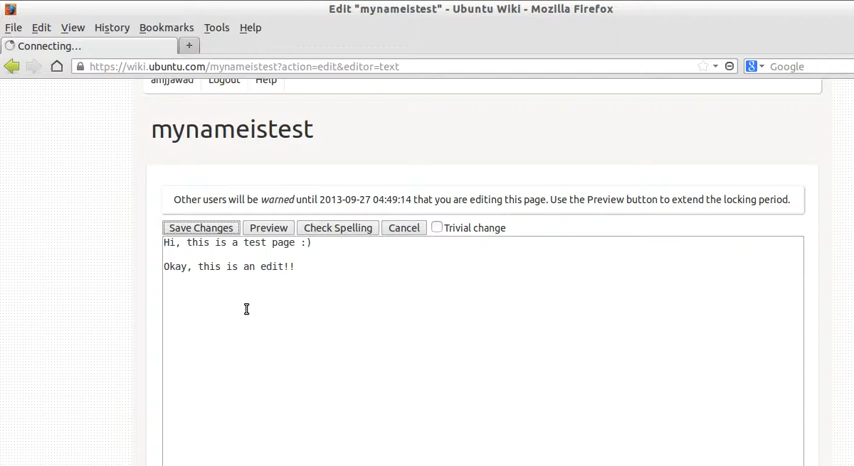 Edit "mynameistest" - Ubuntu Wiki - Mozilla Firefox
File Edit View History Bookmarks Tools Help
Connecting...
https://wiki.ubuntu.com/mynameistest?action=edit&editor=text
Google
amjjawad Logout Help
mynameistest
Other users will be warned until 2013-09-27 04:49:14 that you are editing this page. Use the Preview button to extend the locking period.
Save Changes Preview Check Spelling Cancel Trivial change
Hi, this is a test page :)
Okay, this is an edit!!